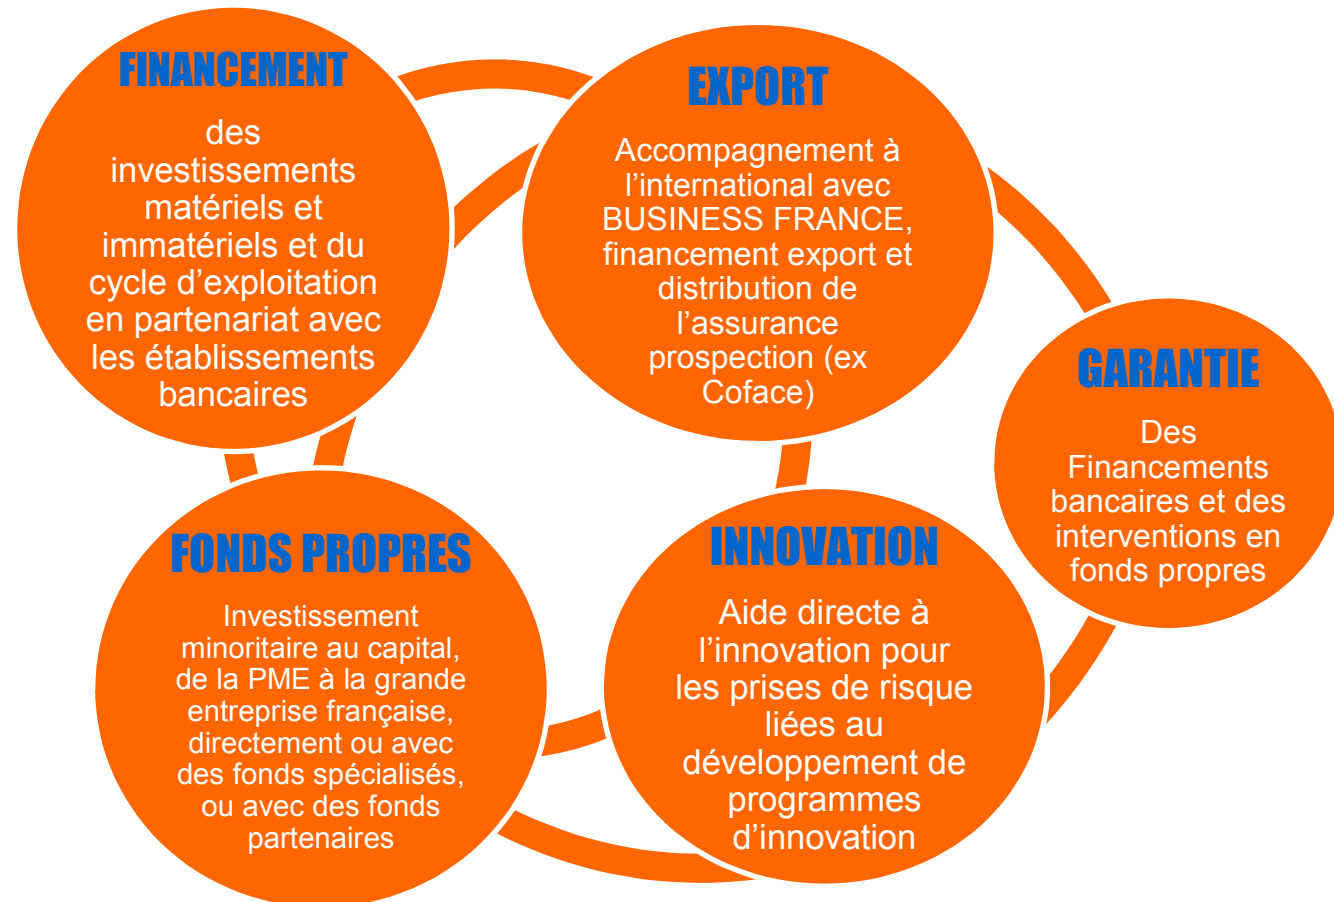 FINANCEMENT
des
investissements
matériels et
immatériels et du
cycle d’exploitation
en partenariat avec
les établissements
bancaires
EXPORT
Accompagnement à
l’international avec
BUSINESS FRANCE,
financement export et
distribution de
l’assurance
prospection (ex
Coface)
GARANTIE
Des
Financements
bancaires et des
interventions en
fonds propres
FONDS PROPRES
Investissement
minoritaire au capital,
de la PME à la grande
entreprise française,
directement ou avec
des fonds spécialisés,
ou avec des fonds
partenaires
INNOVATION
Aide directe à
l’innovation pour
les prises de risque
liées au
développement de
programmes
d’innovation